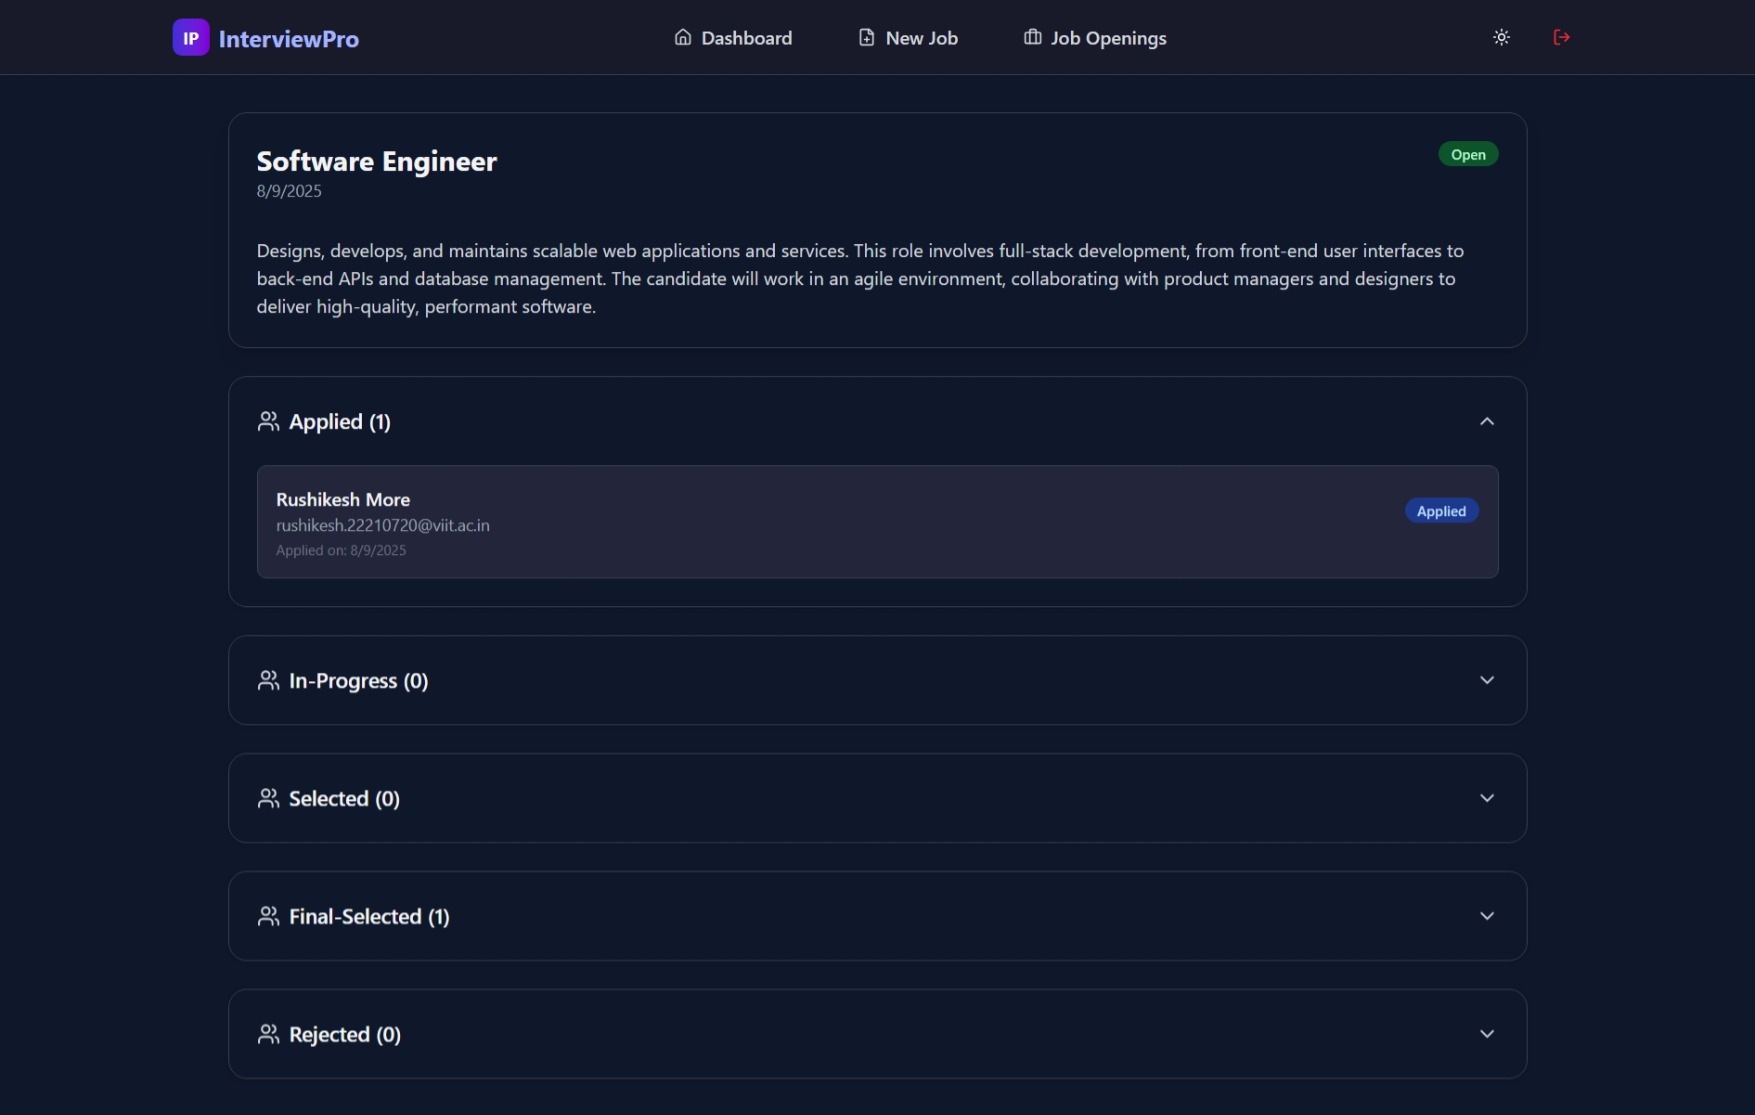 IP InterviewPro
Dashboard
New Job
Job Openings
Software Engineer
Open
8/9/2025
Designs, develops, and maintains scalable web applications and services. This role involves full-stack development, from front-end user interfaces to
back-end APIs and database management. The candidate will work in an agile environment, collaborating with product managers and designers to
deliver high-quality, performant software.
Applied (1)
Rushikesh More
rushikesh.22210720@viit.ac.in
Applied on: 8/9/2025
Applied
In-Progress (0)
Selected (0)
Final-Selected (1)
Rejected (0)